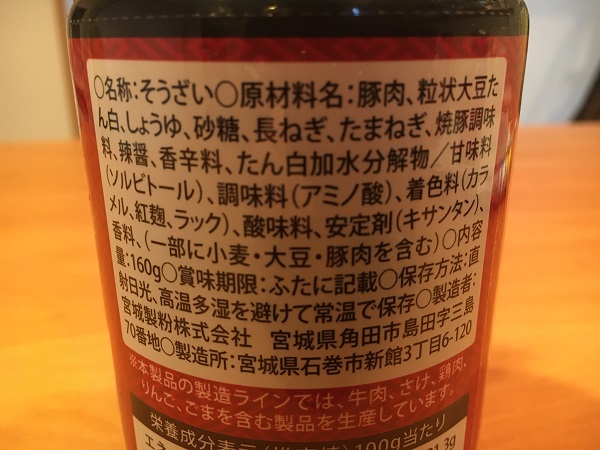 ○名称:そうざい○原材料名:豚肉、粒状大豆た
ん白、しょうゆ、砂糖、長ねぎ、たまねぎ、焼豚調味
料、辣醤、香辛料、たん白加水分解物／甘味料
(ソルビトール)、調味料(アミノ酸)、着色料(カラ
メル、紅麹、ラック)、酸味料、安定剤(キサンタン)、
香料、(一部に小麦・大豆・豚肉を含む)○内容
量:160g○賞味期限:ふたに記載○保存方法:直
射日光、高温多湿を避けて常温で保存○製造者:
宮城製粉株式会社　宮城県角田市島田字三島
70番地○製造所:宮城県石巻市新館3丁目6-120
※本製品の製造ラインでは、牛肉、さけ、鶏肉、
りんご、ごまを含む製品を生産しています。
栄養成分表示 100g当たり